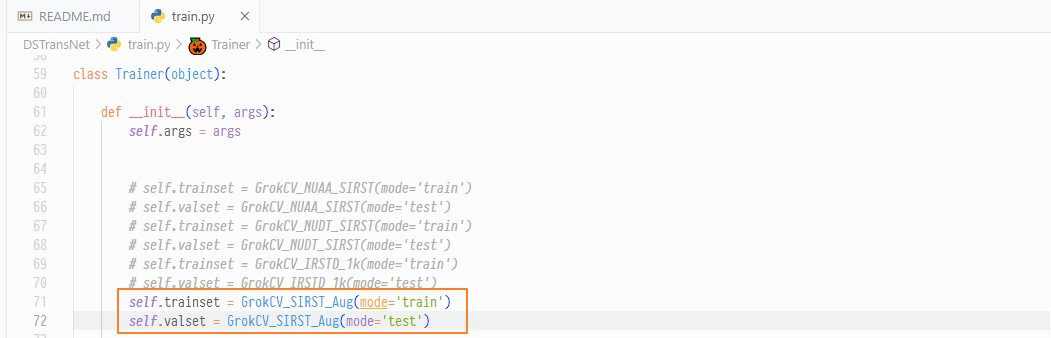 README.md train.py
DSTransNet > train.py > Trainer > __init__
58
59 class Trainer(object):
60
61 def __init__(self, args):
62 self.args = args
63
64
65 # self.trainset = GrokCV_NUAA_SIRST(mode='train')
66 # self.valset = GrokCV_NUAA_SIRST(mode='test')
67 # self.trainset = GrokCV_NUDT_SIRST(mode='train')
68 # self.valset = GrokCV_NUDT_SIRST(mode='test')
69 # self.trainset = GrokCV_IRSTD_1k(mode='train')
70 # self.valset = GrokCV_IRSTD_1k(mode='test')
71 self.trainset = GrokCV_SIRST_Aug(mode='train')
72 self.valset = GrokCV_SIRST_Aug(mode='test')
73